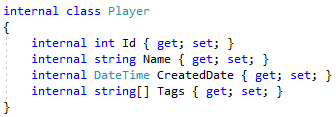 internal class Player
{
    internal int Id { get; set; }
    internal string Name { get; set; }
    internal DateTime CreatedDate { get; set; }
    internal string[] Tags { get; set; }
}